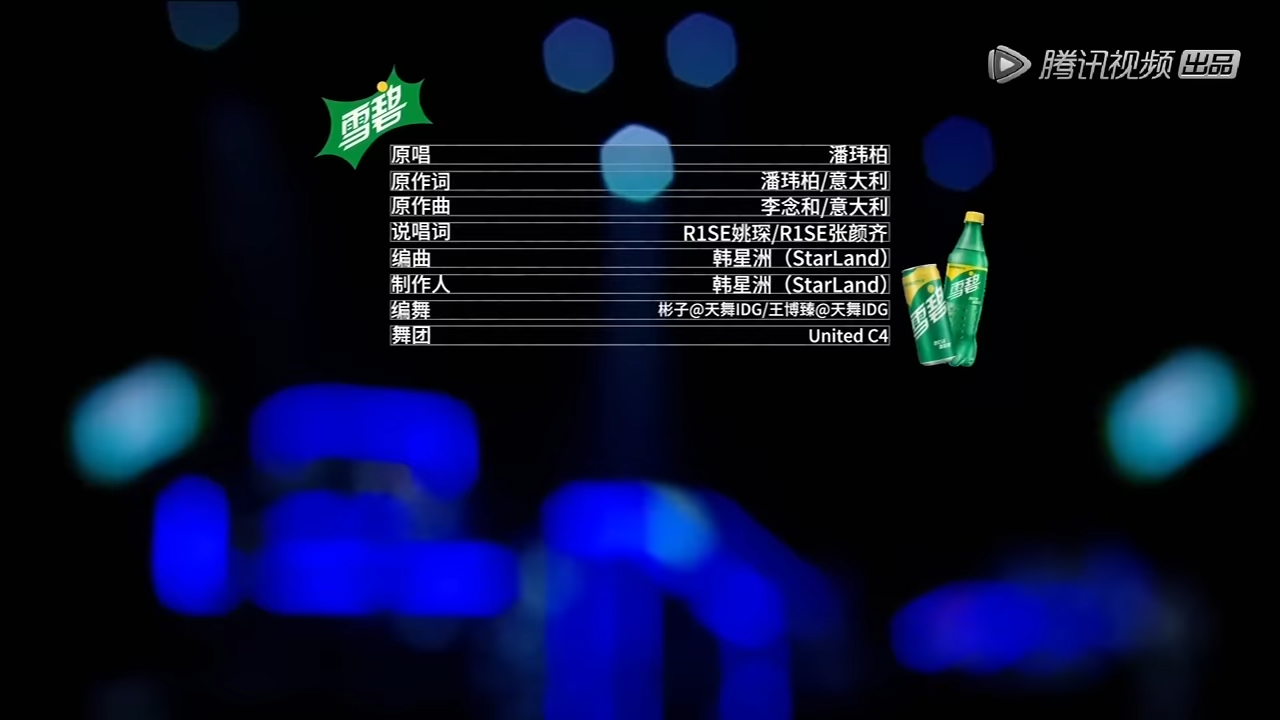 腾讯视频 出品
雪碧
原唱 潘玮柏
原作词 潘玮柏/意大利
原作曲 李念和/意大利
说唱词 R1SE姚琛/R1SE张颜齐
编曲 韩星洲（StarLand）
制作人 韩星洲（StarLand）
编舞 彬子@天舞IDG/王博臻@天舞IDG
舞团 United C4
雪碧
雪碧